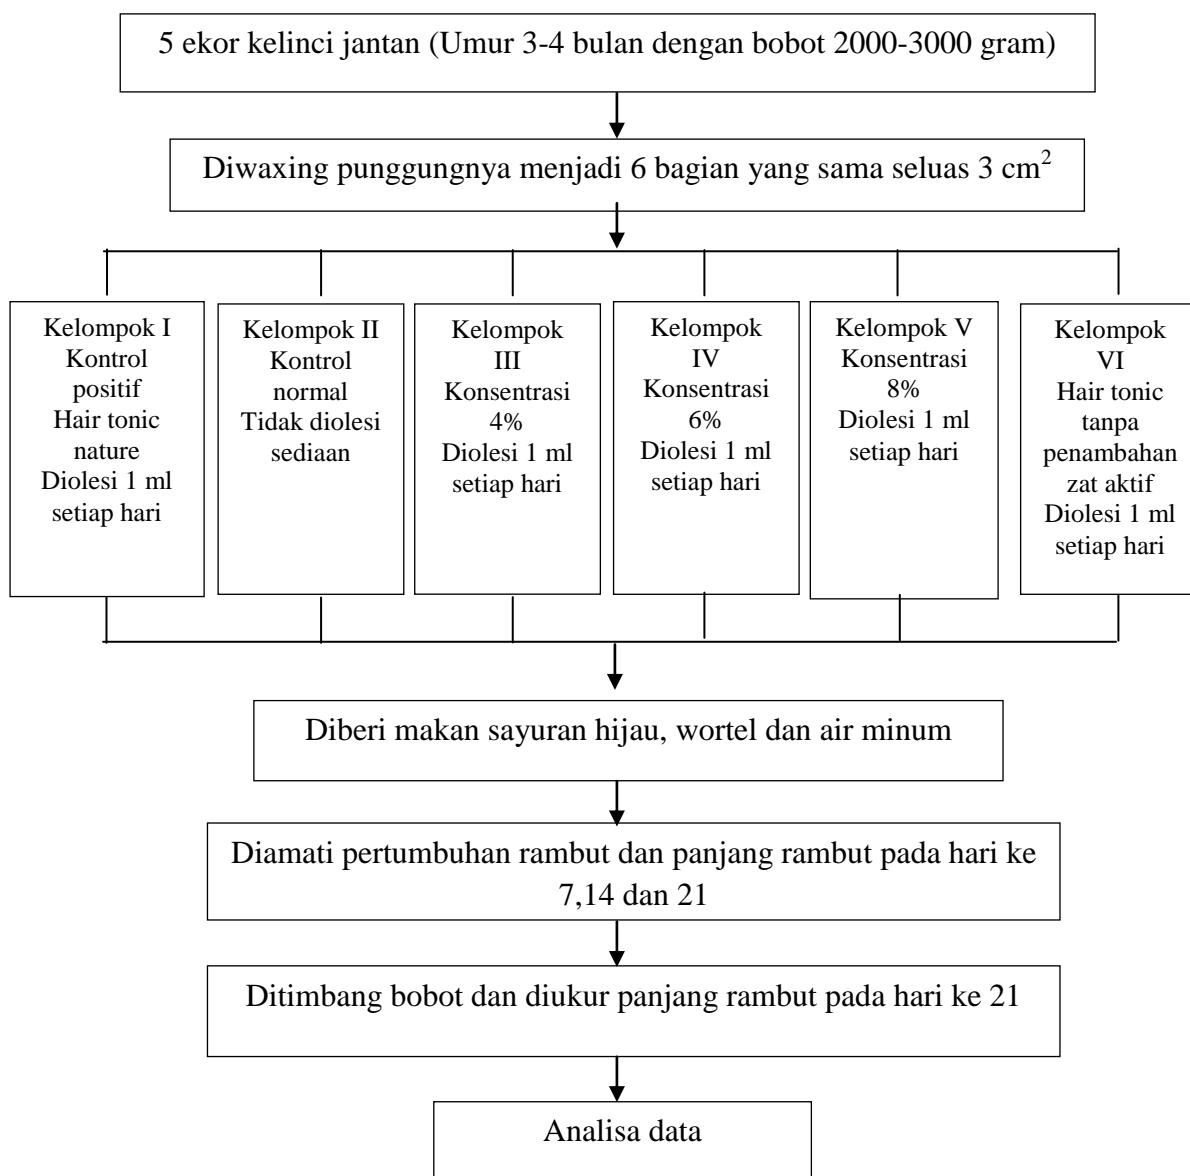 5 ekor kelinci jantan (Umur 3-4 bulan dengan bobot 2000-3000 gram)
Diwaxing punggungnya menjadi 6 bagian yang sama seluas 3 cm²
Kelompok I
Kontrol
positif
Hair tonic
nature
Diolesi 1 ml
setiap hari
Kelompok II
Kontrol
normal
Tidak diolesi
sediaan
Kelompok
III
Konsentrasi
4%
Diolesi 1 ml
setiap hari
Kelompok
IV
Konsentrasi
6%
Diolesi 1 ml
setiap hari
Kelompok V
Konsentrasi
8%
Diolesi 1 ml
setiap hari
Kelompok
VI
Hair tonic
tanpa
penambahan
zat aktif
Diolesi 1 ml
setiap hari
Diberi makan sayuran hijau, wortel dan air minum
Diamati pertumbuhan rambut dan panjang rambut pada hari ke
7,14 dan 21
Ditimbang bobot dan diukur panjang rambut pada hari ke 21
Analisa data